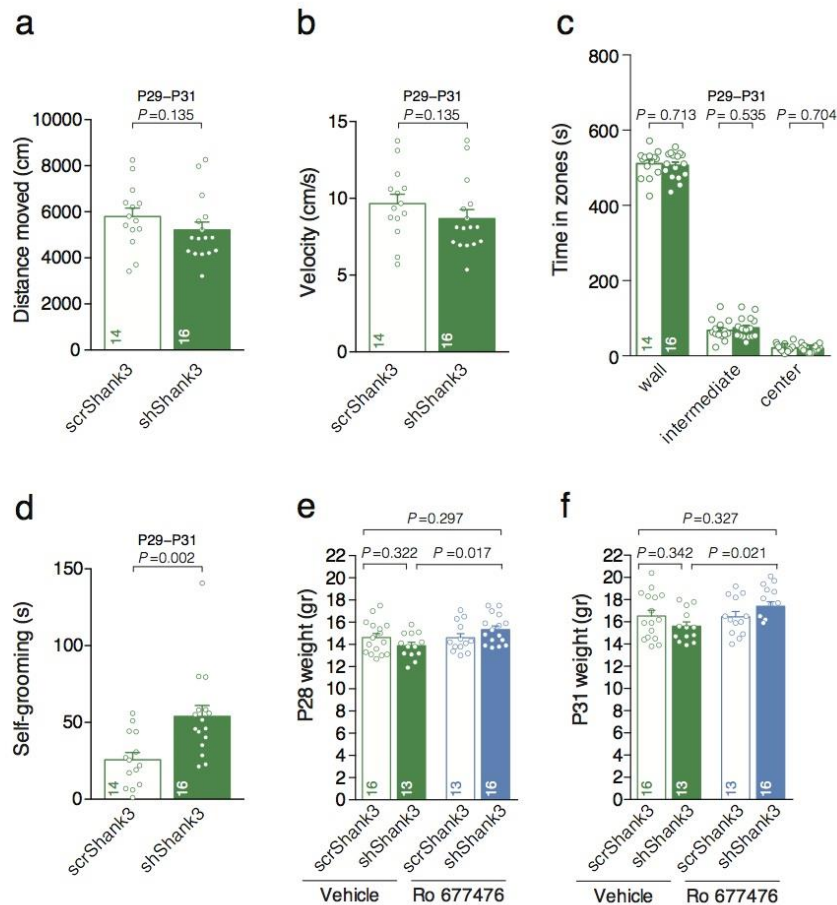 a
P29–P31
P=0.135
Distance moved (cm)
10000
8000
6000
4000
2000
0
14
16
scrShank3
shShank3
b
P29–P31
P=0.135
Velocity (cm/s)
15
10
5
0
14
16
scrShank3
shShank3
c
P29–P31
P = 0.713
P = 0.535
P = 0.704
Time in zones (s)
800
600
400
200
0
14
16
wall
intermediate
center
d
P29–P31
P=0.002
Self-grooming (s)
150
100
50
0
14
16
scrShank3
shShank3
e
P=0.297
P=0.322
P=0.017
P28 weight (gr)
22
20
18
16
14
12
10
8
6
4
2
0
16
13
13
16
scrShank3
shShank3
scrShank3
shShank3
Vehicle
Ro 677476
f
P=0.327
P=0.342
P=0.021
P31 weight (gr)
22
20
18
16
14
12
10
8
6
4
2
0
16
13
13
16
scrShank3
shShank3
scrShank3
shShank3
Vehicle
Ro 677476